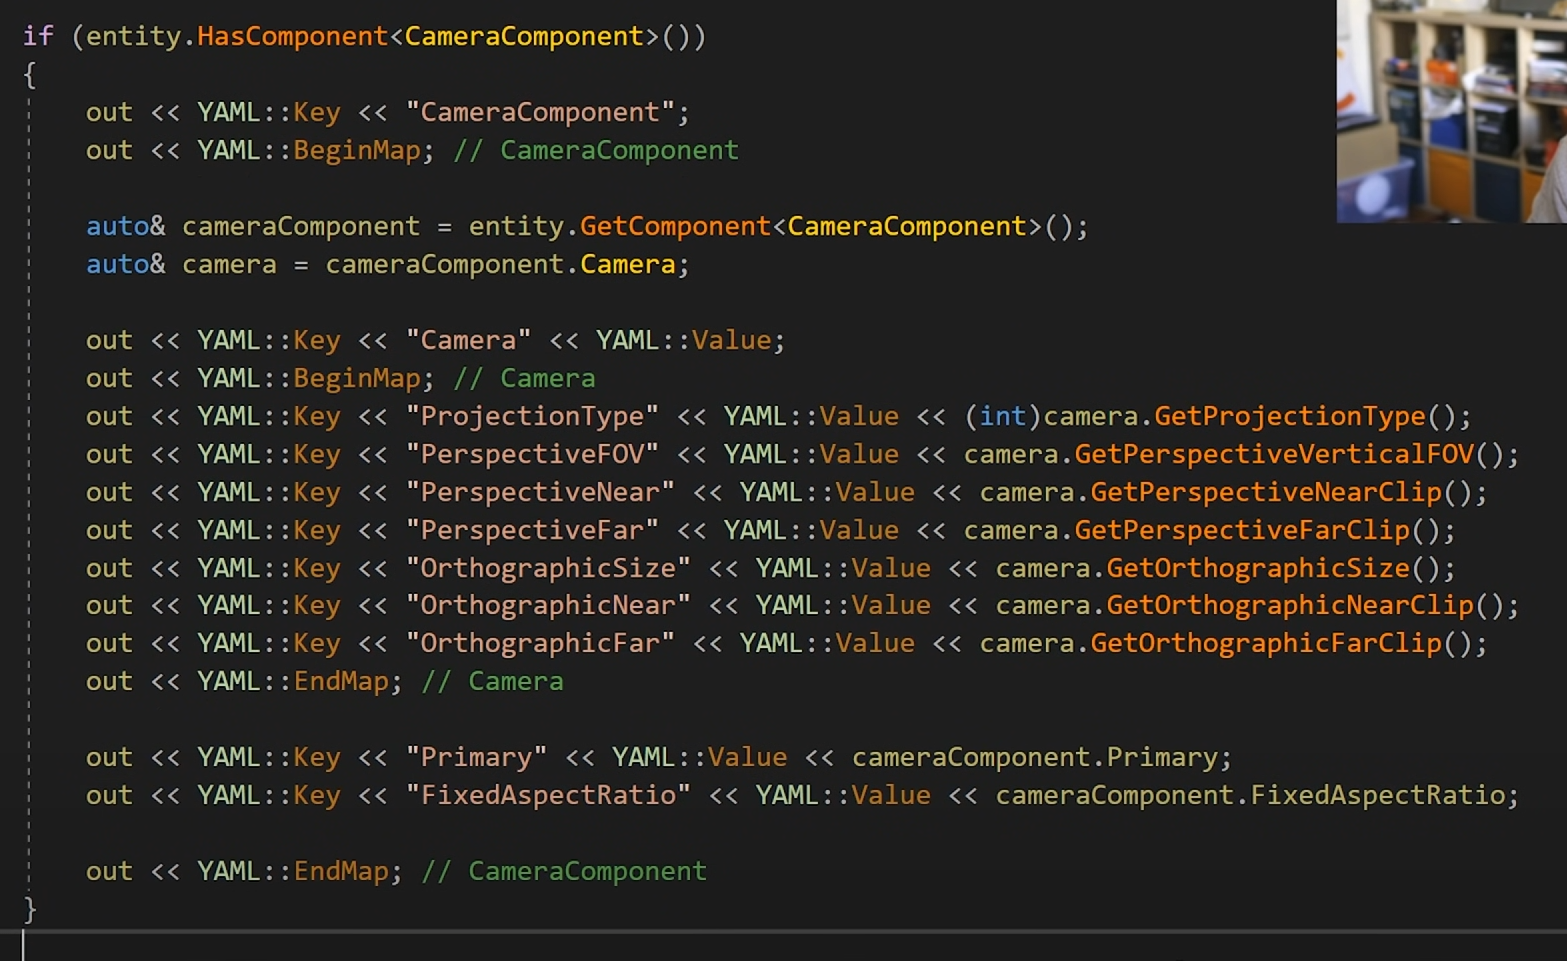 if (entity.HasComponent<CameraComponent>())
{
    out << YAML::Key << "CameraComponent";
    out << YAML::BeginMap; // CameraComponent

    auto& cameraComponent = entity.GetComponent<CameraComponent>();
    auto& camera = cameraComponent.Camera;

    out << YAML::Key << "Camera" << YAML::Value;
    out << YAML::BeginMap; // Camera
    out << YAML::Key << "ProjectionType" << YAML::Value << (int)camera.GetProjectionType();
    out << YAML::Key << "PerspectiveFOV" << YAML::Value << camera.GetPerspectiveVerticalFOV();
    out << YAML::Key << "PerspectiveNear" << YAML::Value << camera.GetPerspectiveNearClip();
    out << YAML::Key << "PerspectiveFar" << YAML::Value << camera.GetPerspectiveFarClip();
    out << YAML::Key << "OrthographicSize" << YAML::Value << camera.GetOrthographicSize();
    out << YAML::Key << "OrthographicNear" << YAML::Value << camera.GetOrthographicNearClip();
    out << YAML::Key << "OrthographicFar" << YAML::Value << camera.GetOrthographicFarClip();
    out << YAML::EndMap; // Camera

    out << YAML::Key << "Primary" << YAML::Value << cameraComponent.Primary;
    out << YAML::Key << "FixedAspectRatio" << YAML::Value << cameraComponent.FixedAspectRatio;

    out << YAML::EndMap; // CameraComponent
}